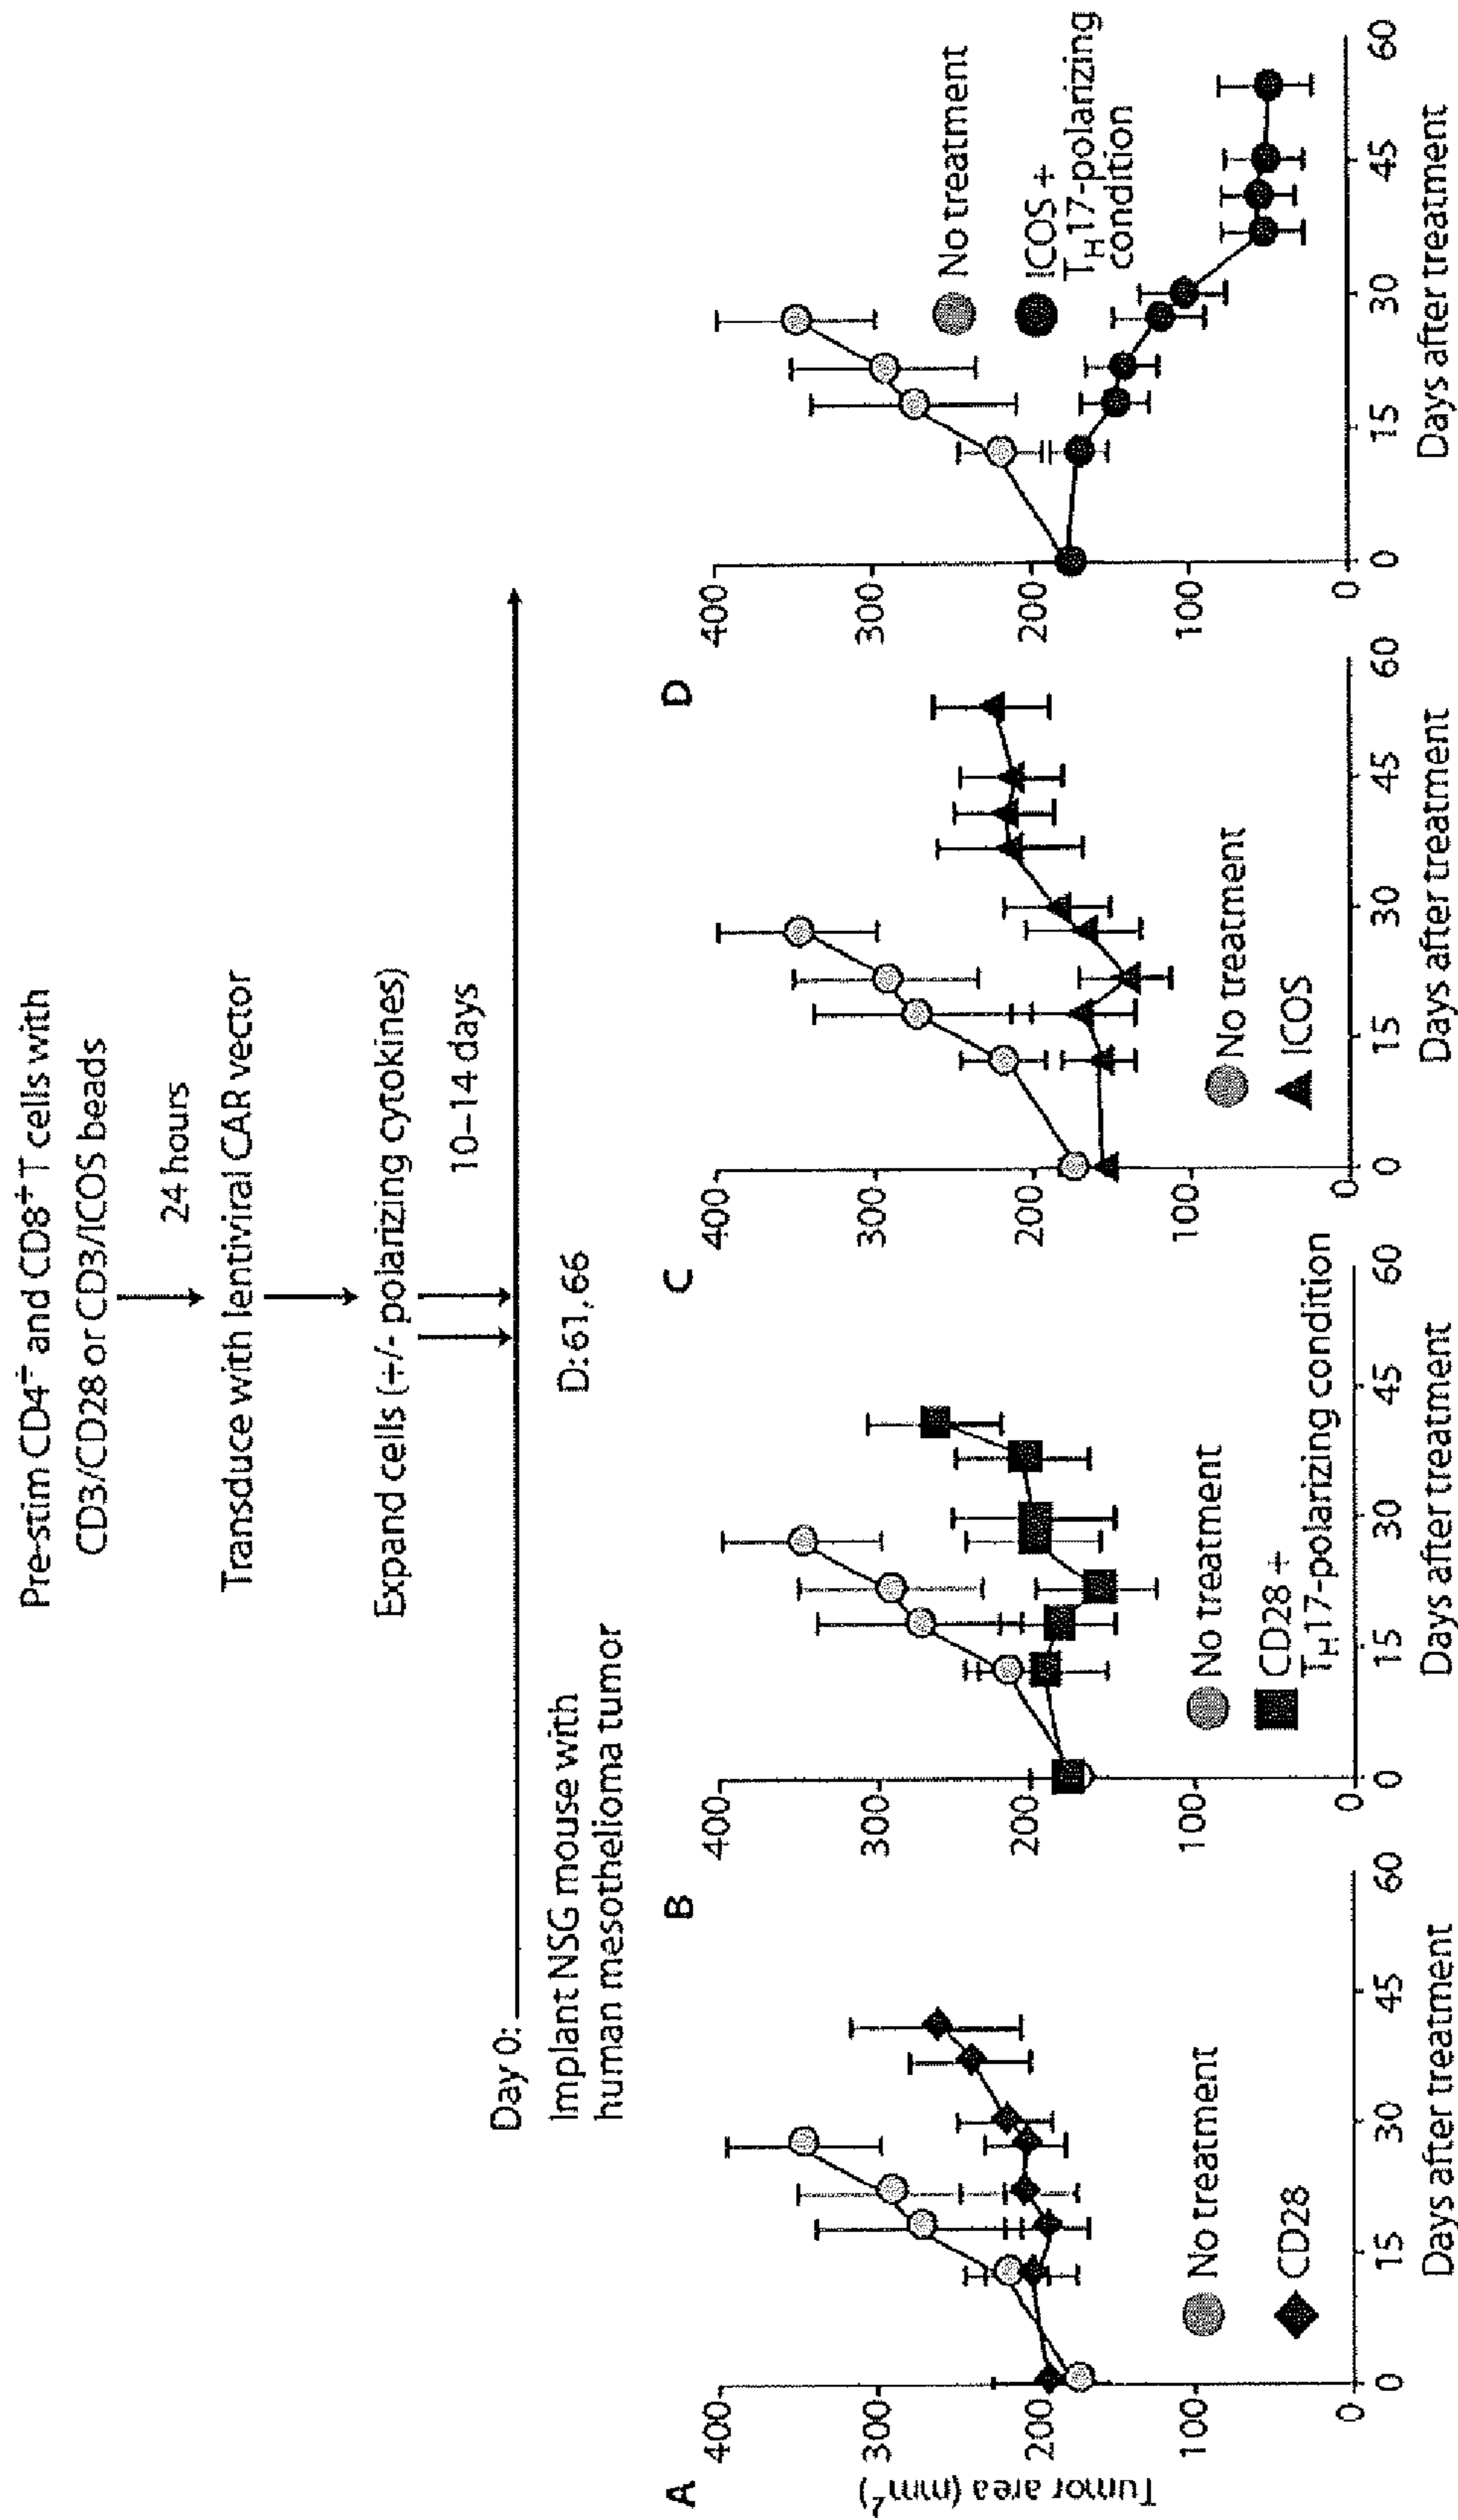 Pre-stim CD4+ and CD8+ T cells with
CD3/CD28 or CD3/ICOS beads
24 hours
Transduce with lentiviral CAR vector
Expand cells (+/- polarizing cytokines)
10–14 days
Day 0:
D: 61, 66
Implant NSG mouse with
human mesothelioma tumor
A
Tumor area (mm²)
400
300
200
100
0
0
15
30
45
60
Days after treatment
No treatment
CD28
B
400
300
200
100
0
0
15
30
45
60
Days after treatment
No treatment
CD28 +
TH17-polarizing condition
C
400
300
200
100
0
0
15
30
45
60
Days after treatment
No treatment
ICOS
D
400
300
200
100
0
0
15
30
45
60
Days after treatment
No treatment
ICOS +
TH17-polarizing
condition